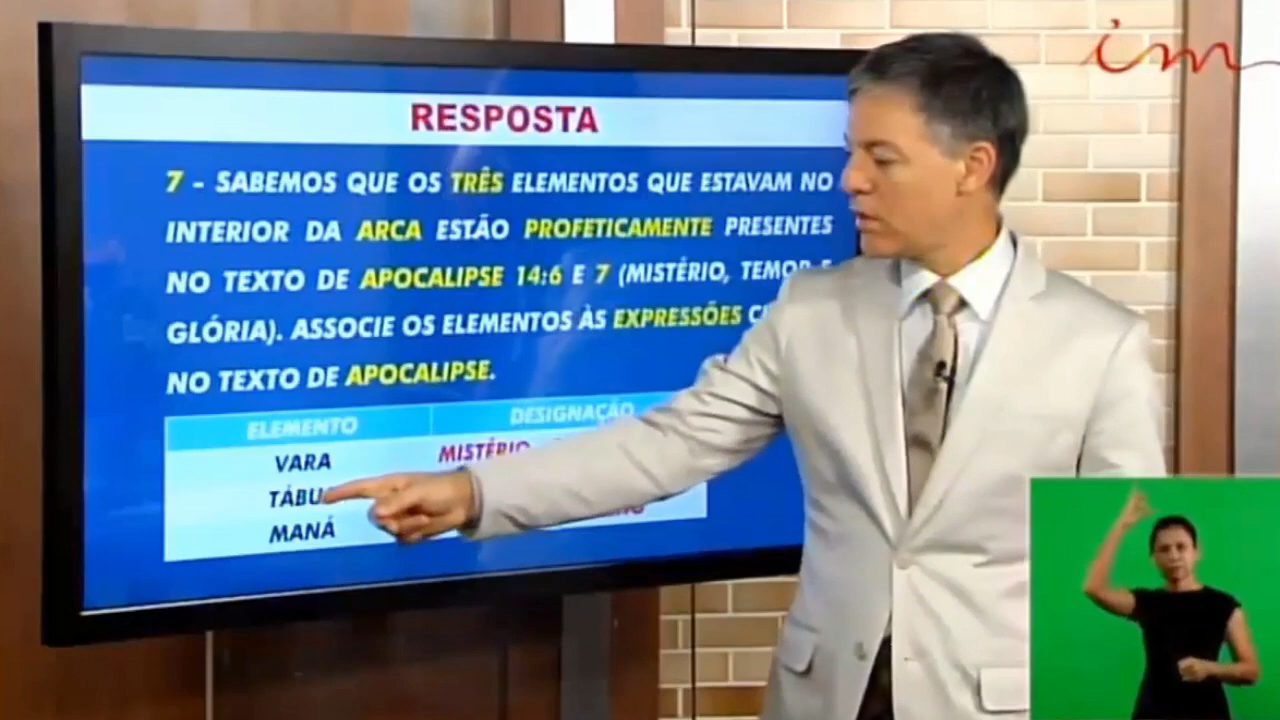 im
RESPOSTA
7 - SABEMOS QUE OS TRÊS ELEMENTOS QUE ESTAVAM NO
INTERIOR DA ARCA ESTÃO PROFETICAMENTE PRESENTES
NO TEXTO DE APOCALIPSE 14:6 E 7 (MISTÉRIO, TEMOR E
GLÓRIA). ASSOCIE OS ELEMENTOS ÀS EXPRESSÕES
NO TEXTO DE APOCALIPSE.
ELEMENTO DESIGNAÇÃO
VARA MISTÉRIO
MANÁ